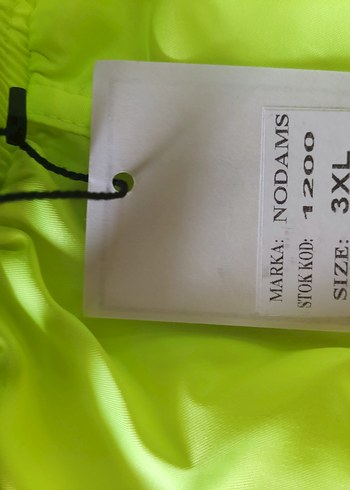 MARKA: NODAMS
STOK KOD: 1200
SIZE: 3XL